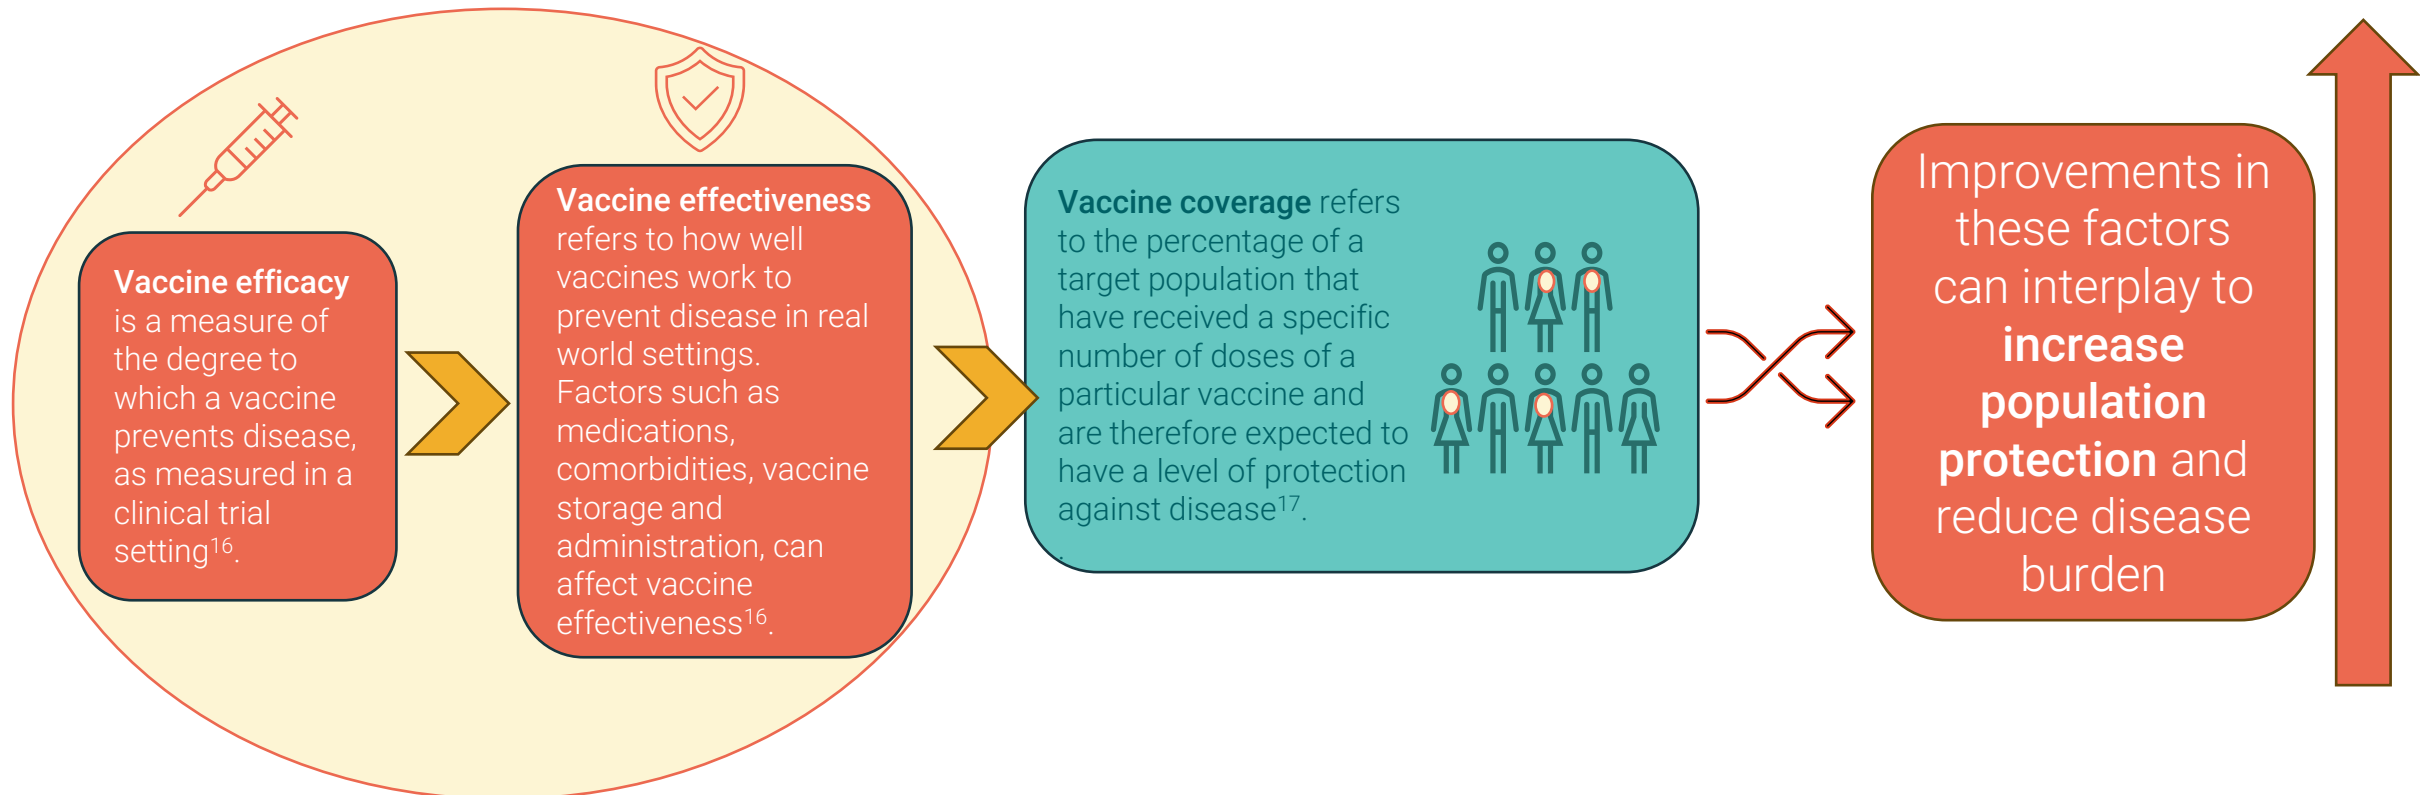 Vaccine efficacy
is a measure of
the degree to
which a vaccine
prevents disease,
as measured in a
clinical trial
setting¹⁶.
Vaccine effectiveness
refers to how well
vaccines work to
prevent disease in real
world settings.
Factors such as
medications,
comorbidities, vaccine
storage and
administration, can
affect vaccine
effectiveness¹⁶.
Vaccine coverage refers
to the percentage of a
target population that
have received a specific
number of doses of a
particular vaccine and
are therefore expected to
have a level of protection
against disease¹⁷.
.
Improvements in
these factors
can interplay to
increase
population
protection and
reduce disease
burden